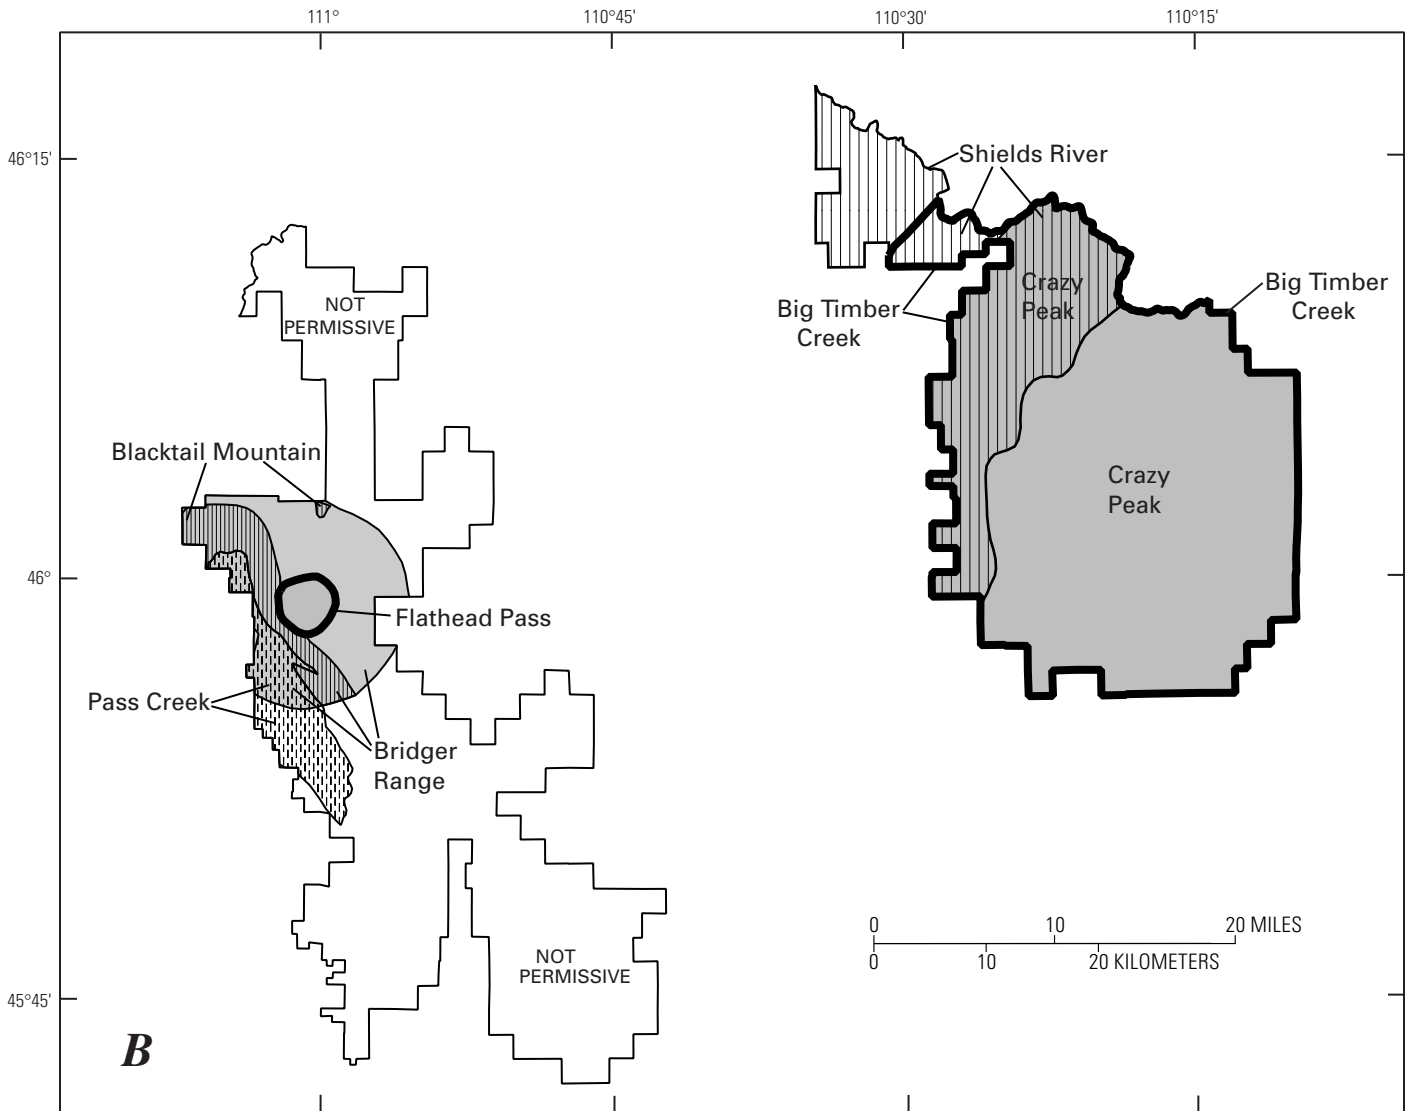 111°
110°45'
110°30'
110°15'
46°15'
Shields River
Crazy
Peak
Big Timber
Creek
Big Timber
Creek
NOT
PERMISSIVE
Blacktail Mountain
Crazy
Peak
46°
Flathead Pass
Pass Creek
Bridger
Range
0 10 20 MILES
0 10 20 KILOMETERS
NOT
PERMISSIVE
45°45'
B